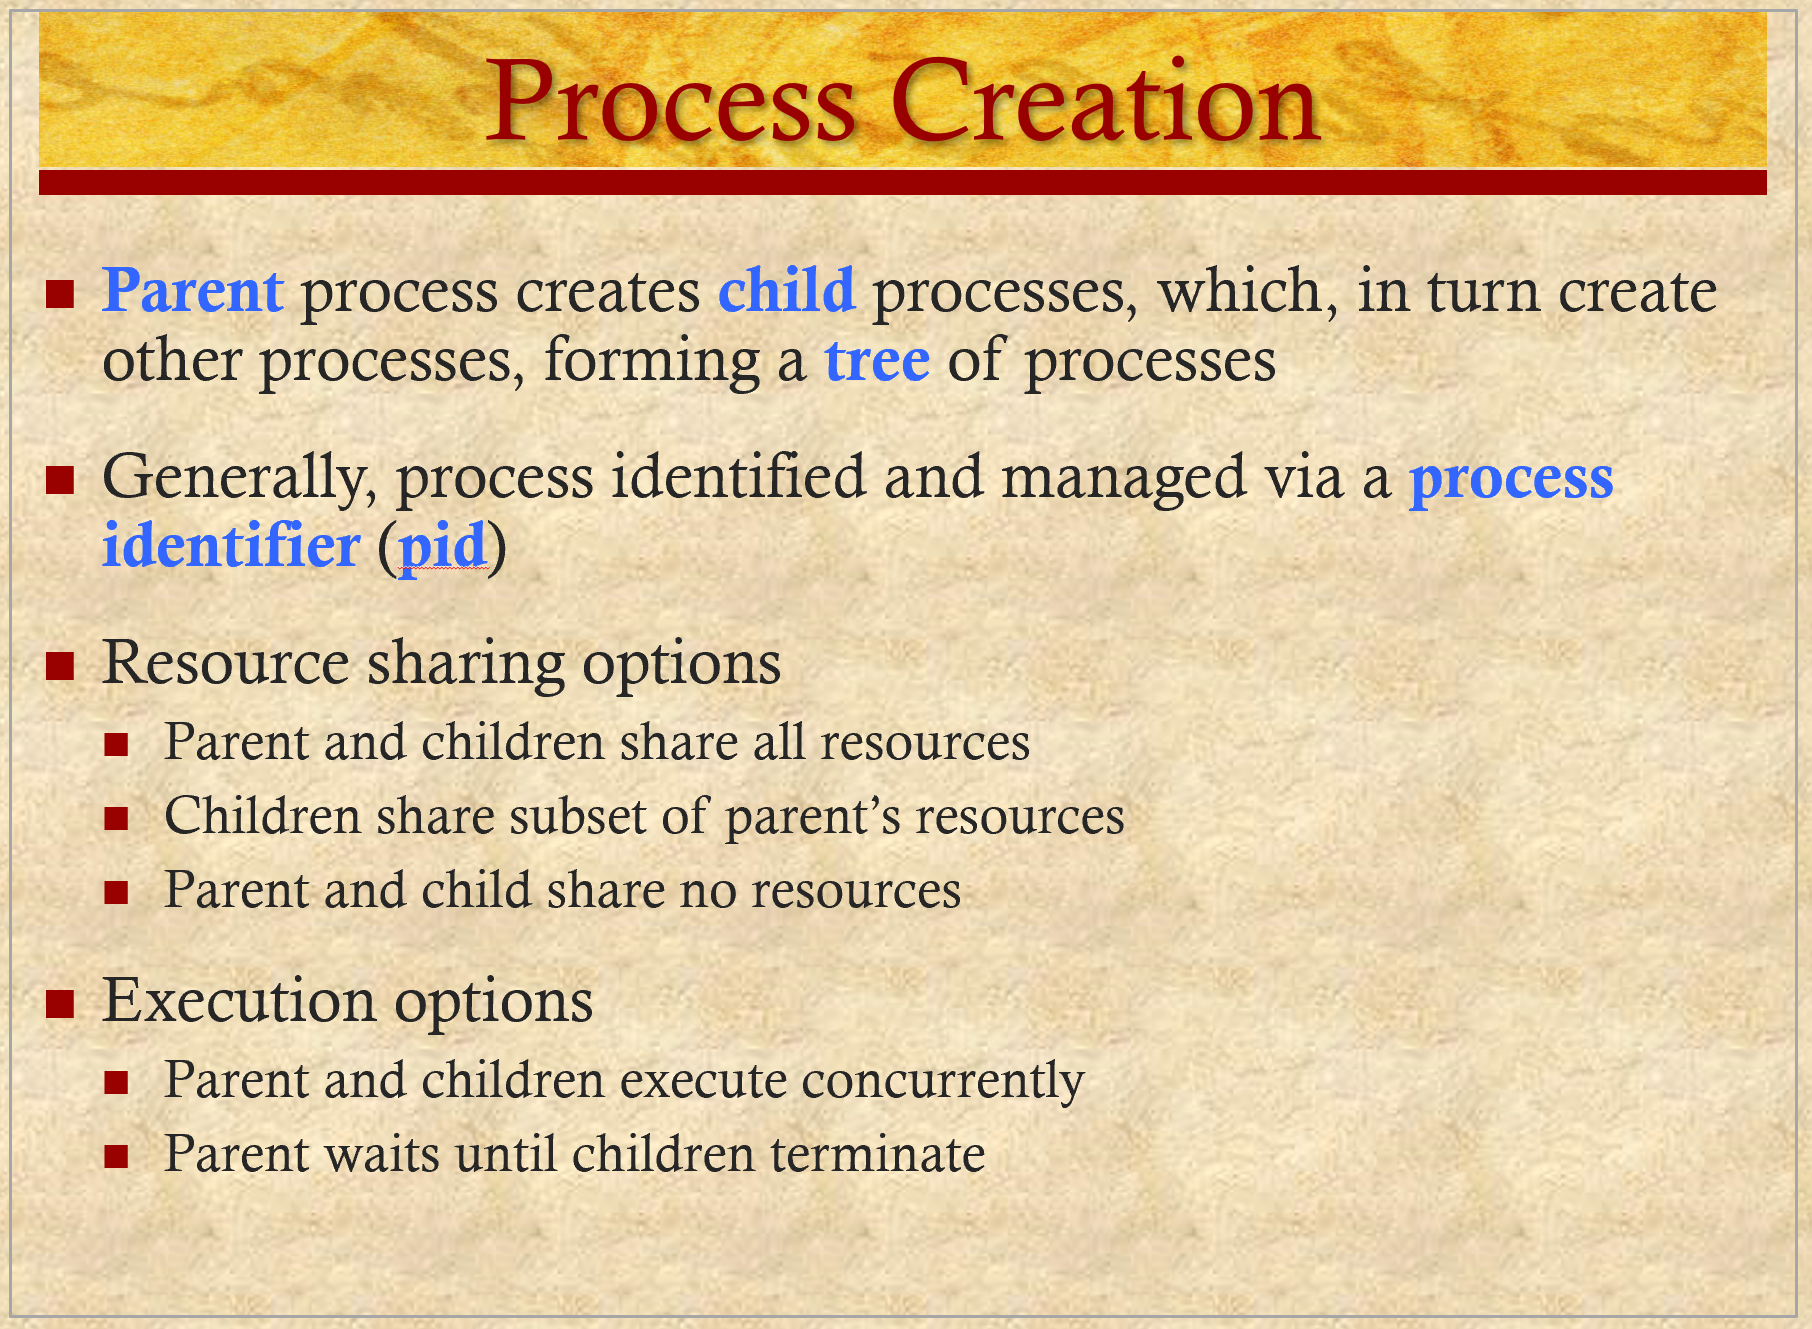 Process Creation
Parent process creates child processes, which, in turn create
other processes, forming a tree of processes
Generally, process identified and managed via a process
identifier (pid)
Resource sharing options
Parent and children share all resources
Children share subset of parent’s resources
Parent and child share no resources
Execution options
Parent and children execute concurrently
Parent waits until children terminate